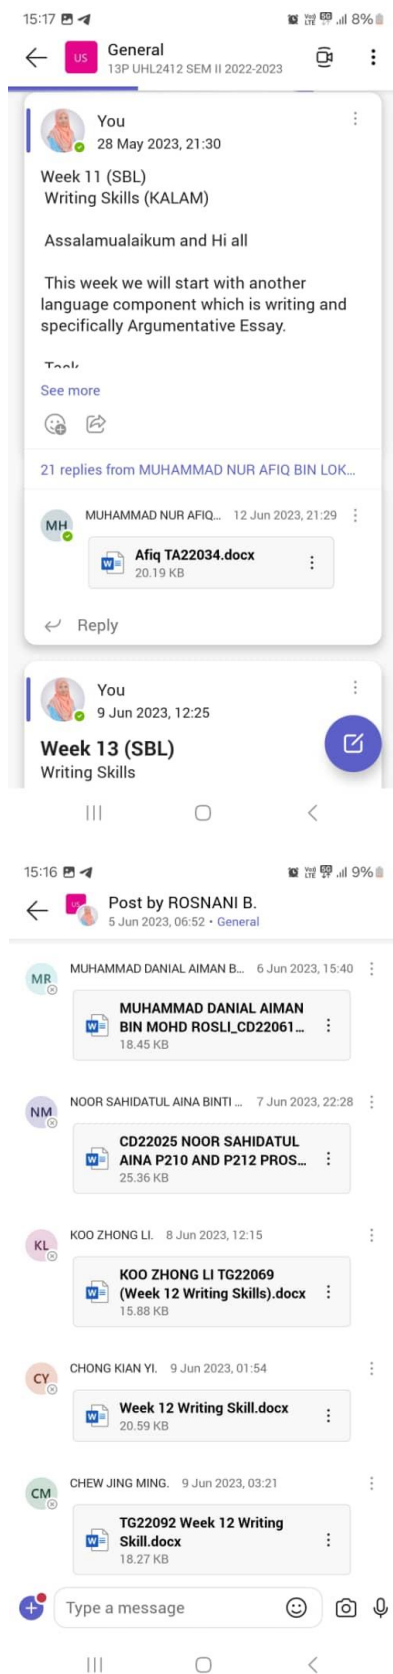 15:17
Vo) 5G
LTE
8%
US
General
13P UHL2412 SEM II 2022-2023
You
28 May 2023, 21:30
Week 11 (SBL)
Writing Skills (KALAM)
Assalamualaikum and Hi all
This week we will start with another
language component which is writing and
specifically Argumentative Essay.
Task
See more
21 replies from MUHAMMAD NUR AFIQ BIN LOK...
MH
MUHAMMAD NUR AFIQ... 12 Jun 2023, 21:29
W
Afiq TA22034.docx
20.19 KB
Reply
You
9 Jun 2023, 12:25
Week 13 (SBL)
Writing Skills
15:16
Vo) 5G
LTE
9%
US
Post by ROSNANI B.
5 Jun 2023, 06:52 • General
MR
MUHAMMAD DANIAL AIMAN B... 6 Jun 2023, 15:40
W
MUHAMMAD DANIAL AIMAN
BIN MOHD ROSLI_CD22061...
18.45 KB
NM
NOOR SAHIDATUL AINA BINTI ... 7 Jun 2023, 22:28
W
CD22025 NOOR SAHIDATUL
AINA P210 AND P212 PROS...
25.36 KB
KL
KOO ZHONG LI. 8 Jun 2023, 12:15
W
KOO ZHONG LI TG22069
(Week 12 Writing Skills).docx
15.88 KB
CY
CHONG KIAN YI. 9 Jun 2023, 01:54
W
Week 12 Writing Skill.docx
20.59 KB
CM
CHEW JING MING. 9 Jun 2023, 03:21
W
TG22092 Week 12 Writing
Skill.docx
18.27 KB
Type a message